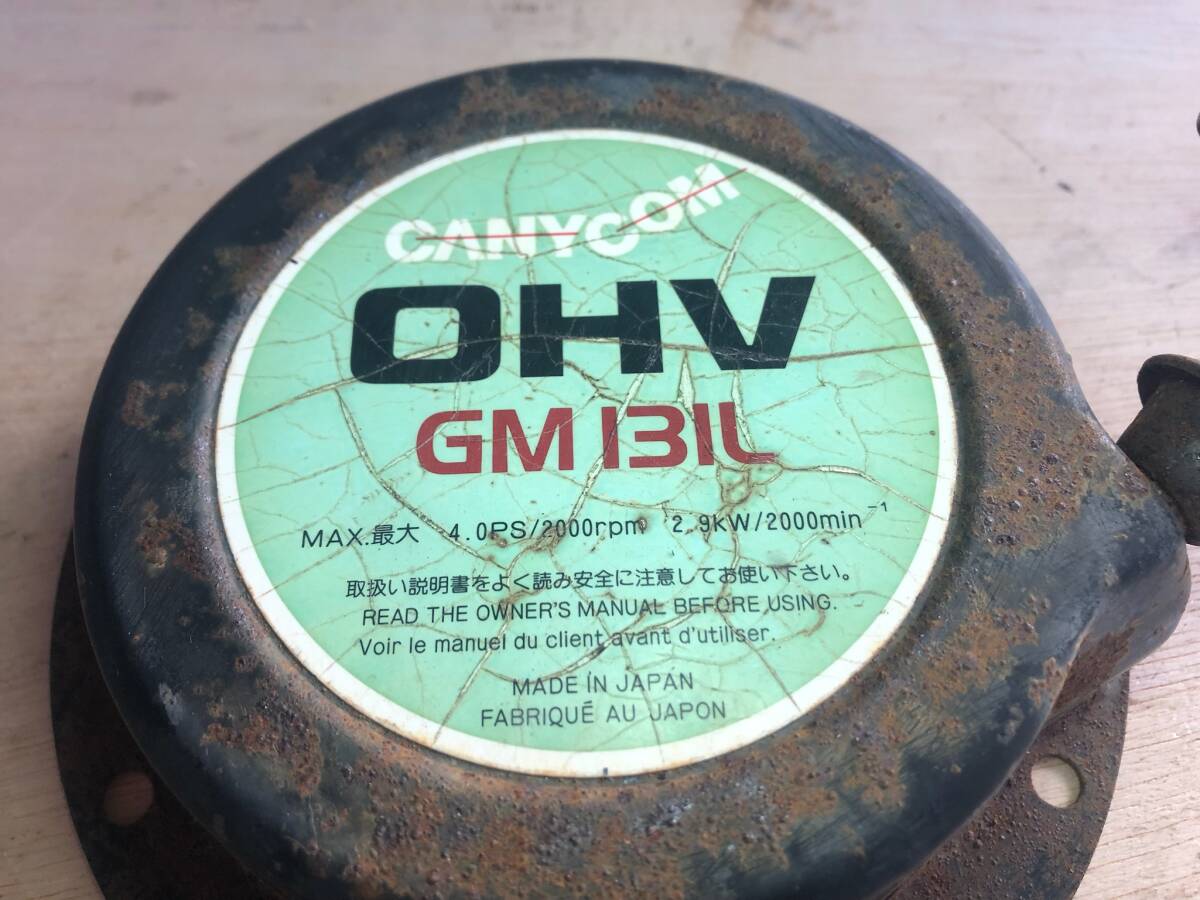 CANYCOM
OHV
GM131L
MAX.最大 4.0PS/2000rpm 2.9kW/2000min⁻¹
取扱い説明書をよく読み安全に注意してお使い下さい。
READ THE OWNER'S MANUAL BEFORE USING.
Voir le manuel du client avant d'utiliser.
MADE IN JAPAN
FABRIQUÉ AU JAPON